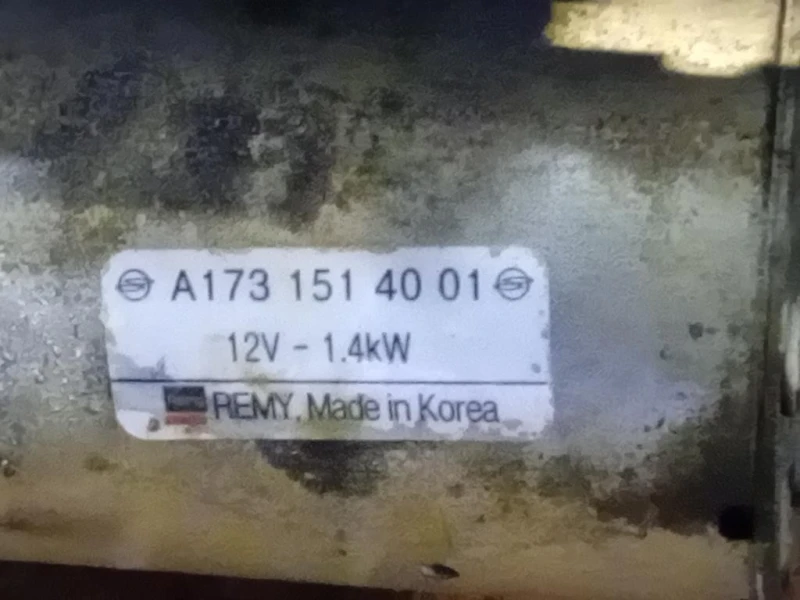 A173 151 40 01
12V - 1.4kW
REMY, Made in Korea